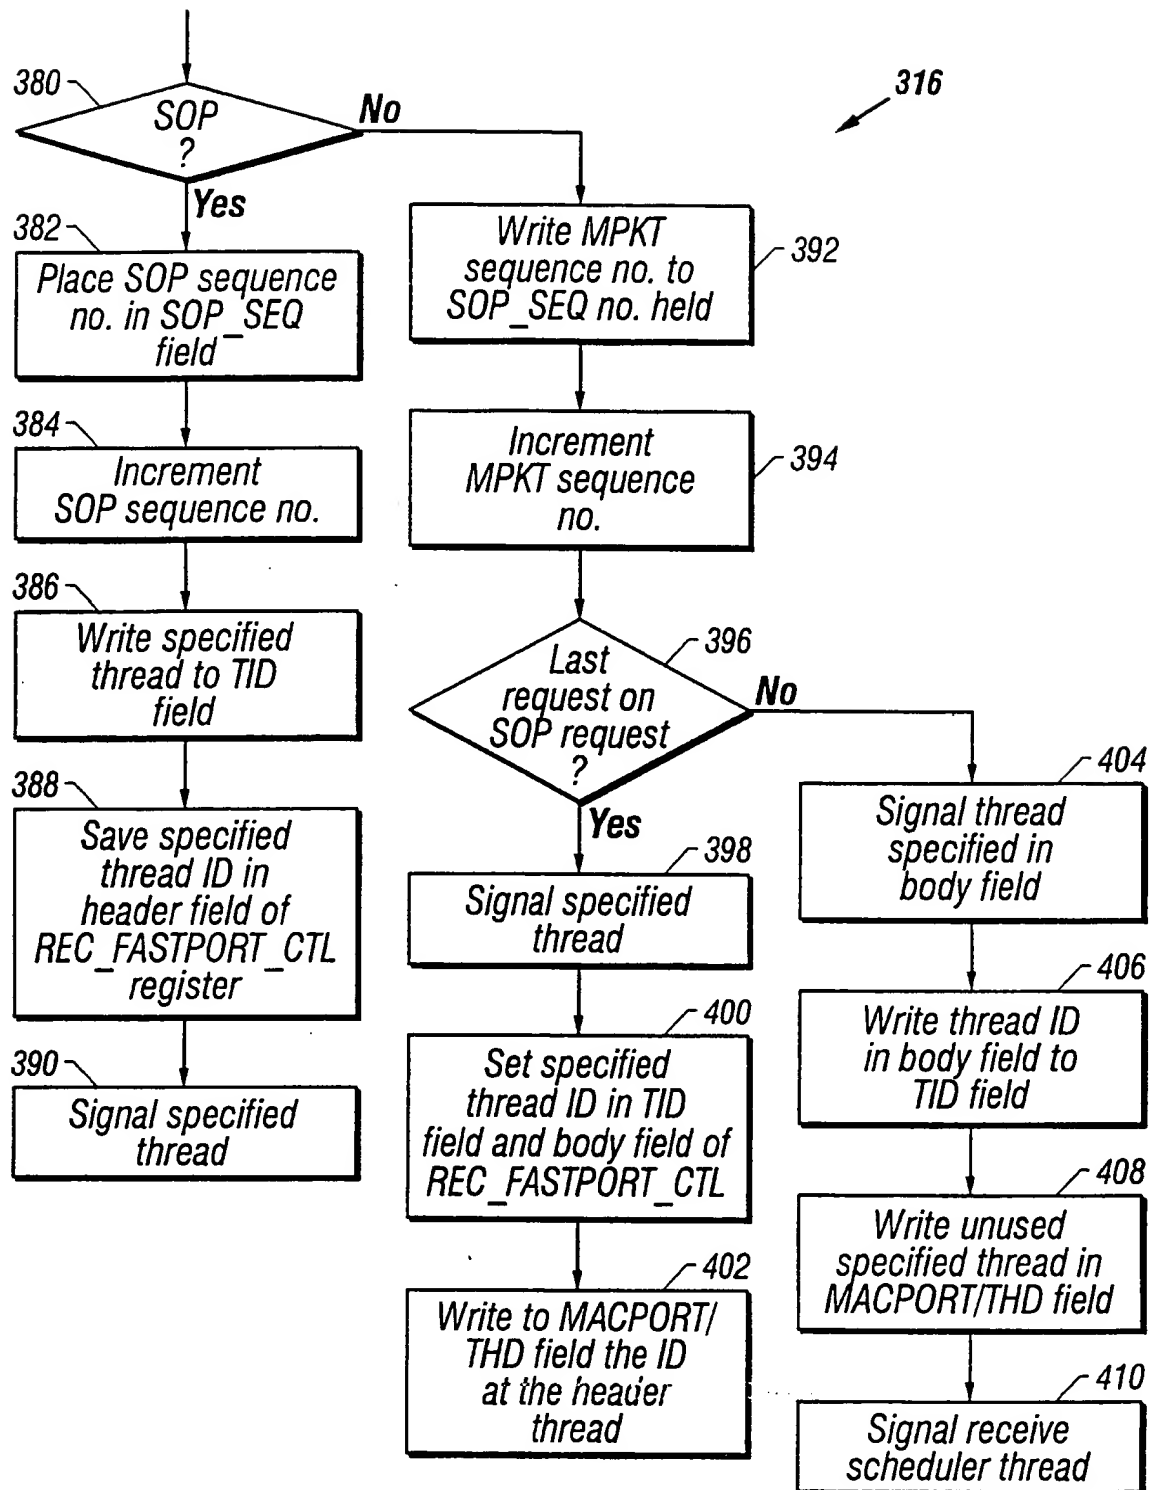 316
380
SOP
?
No
Yes
382
Place SOP sequence
no. in SOP_SEQ
field
384
Increment
SOP sequence no.
386
Write specified
thread to TID
field
388
Save specified
thread ID in
header field of
REC_FASTPORT_CTL
register
390
Signal specified
thread
392
Write MPKT
sequence no. to
SOP_SEQ no. held
394
Increment
MPKT sequence
no.
396
Last
request on
SOP request
?
No
Yes
398
Signal specified
thread
400
Set specified
thread ID in TID
field and body field of
REC_FASTPORT_CTL
402
Write to MACPORT/
THD field the ID
at the header
thread
404
Signal thread
specified in
body field
406
Write thread ID
in body field to
TID field
408
Write unused
specified thread in
MACPORT/THD field
410
Signal receive
scheduler thread